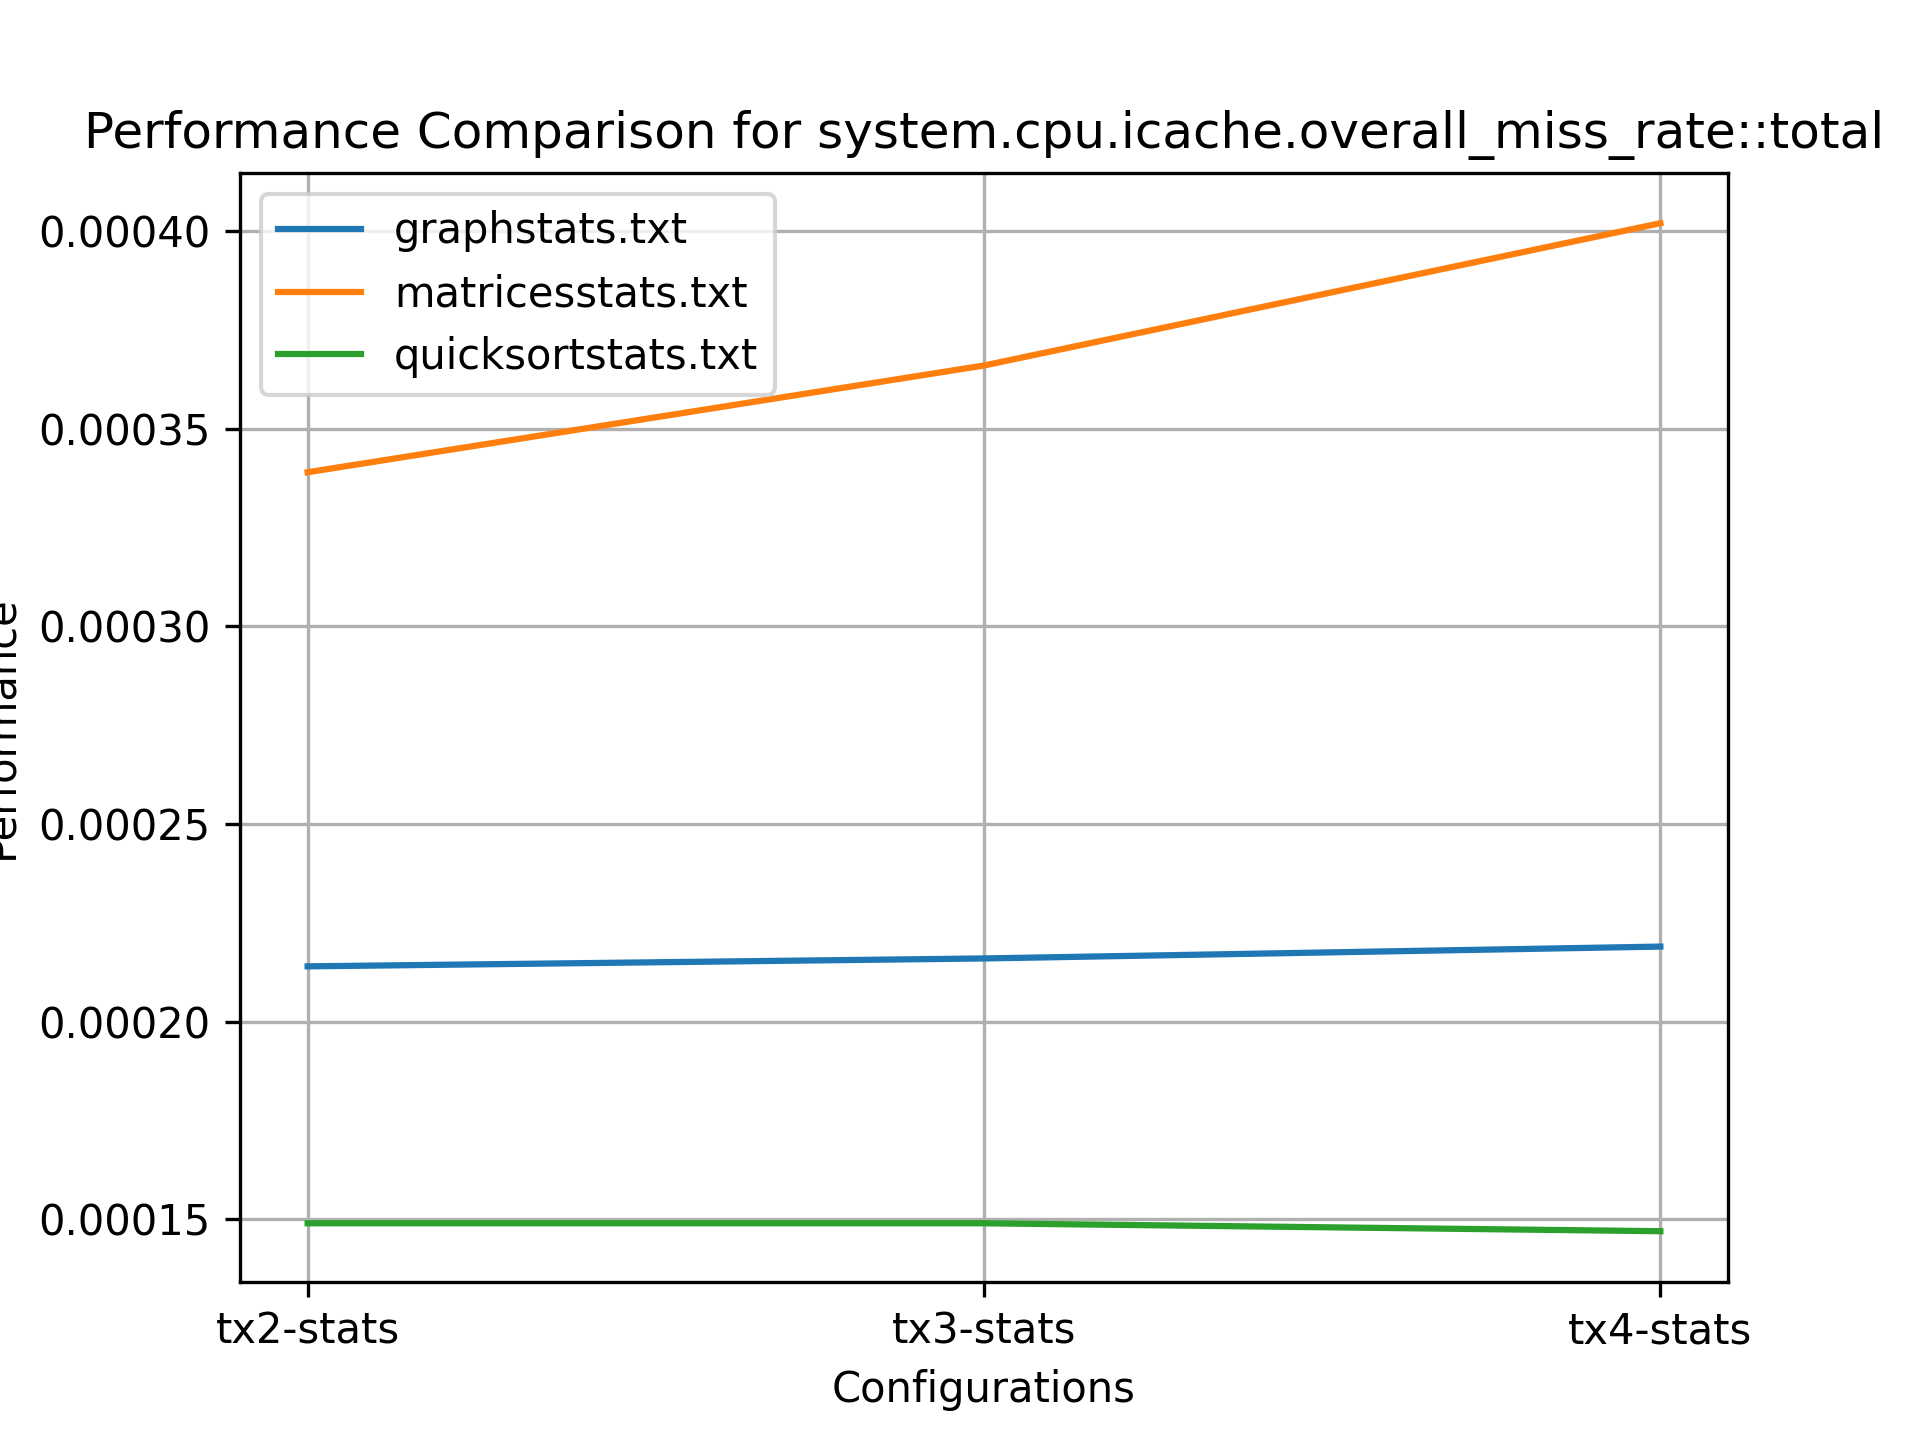 Performance Comparison for system.cpu.icache.overall_miss_rate::total
graphstats.txt
matricesstats.txt
quicksortstats.txt
0.00040
0.00035
0.00030
0.00025
0.00020
0.00015
Performance
tx2-stats
tx3-stats
tx4-stats
Configurations